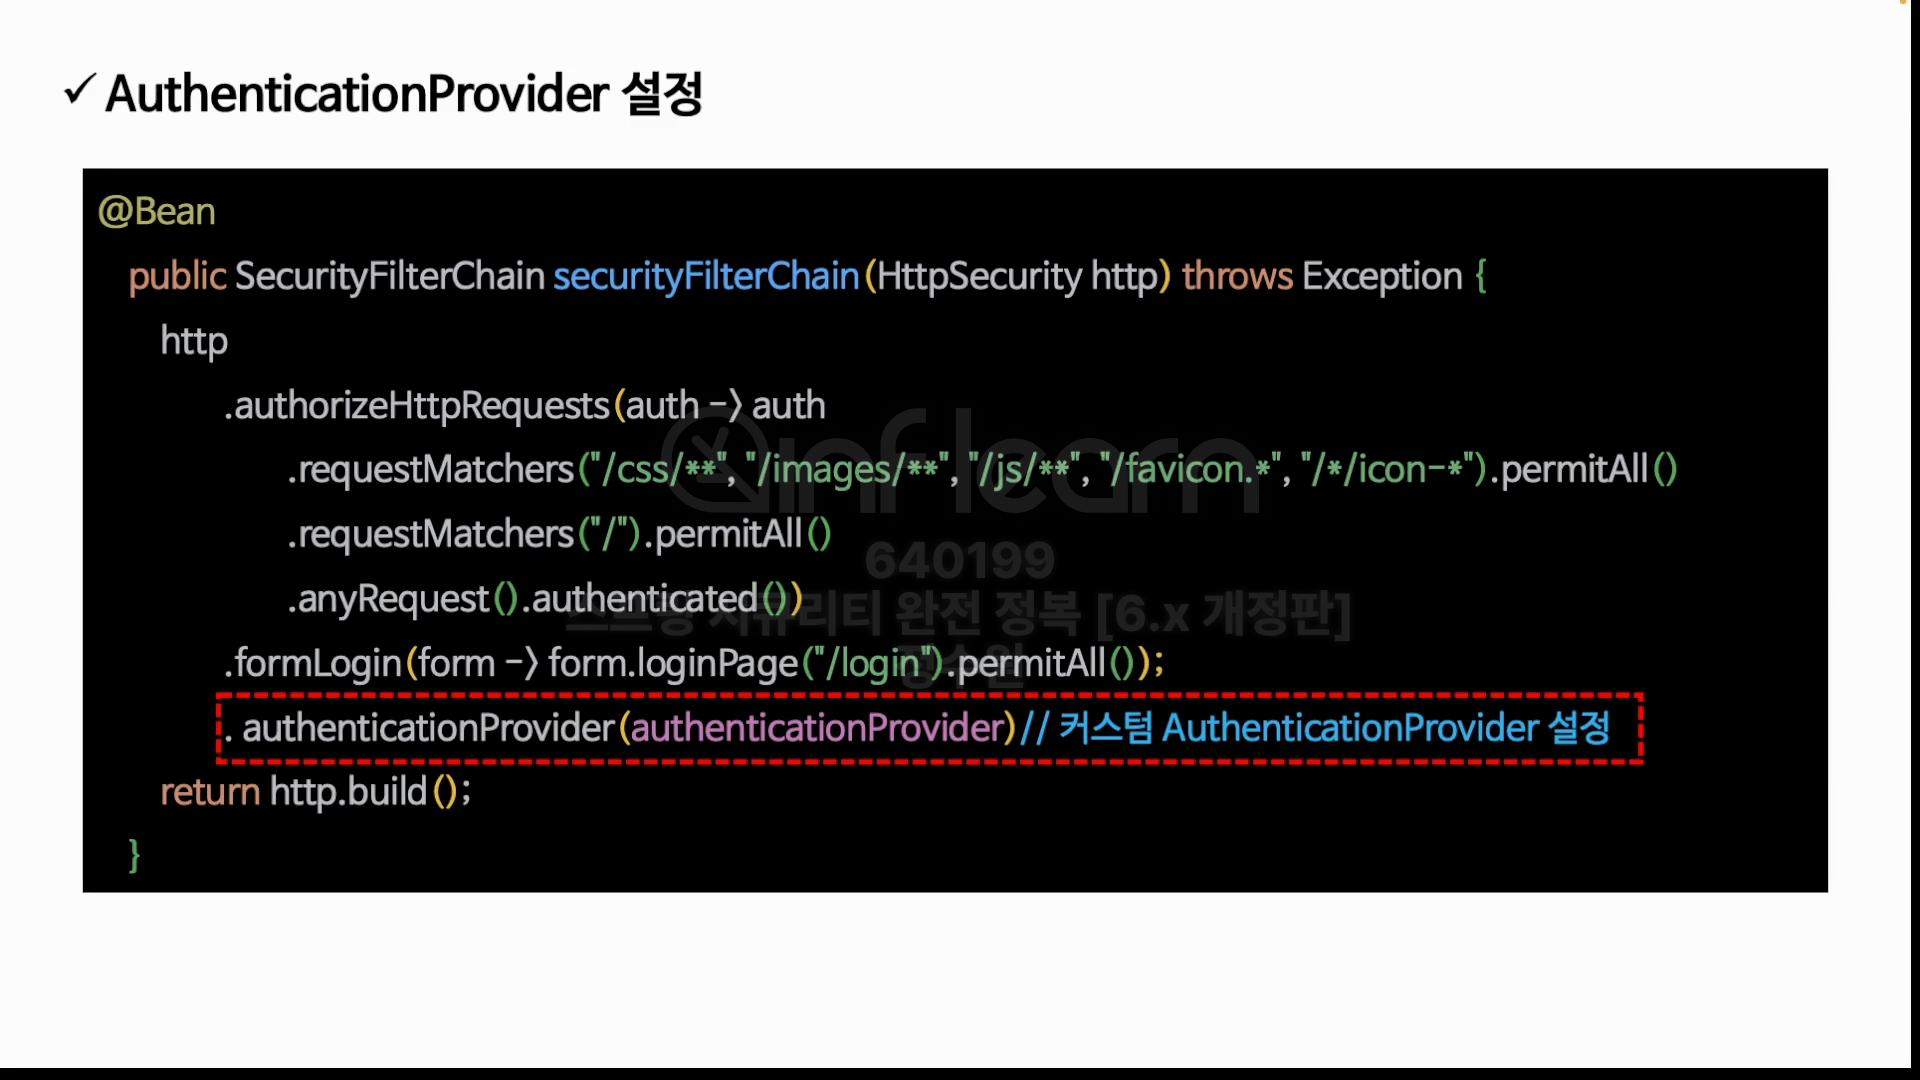 ✓ AuthenticationProvider 설정
@Bean
public SecurityFilterChain securityFilterChain(HttpSecurity http) throws Exception {
http
.authorizeHttpRequests(auth -> auth
.requestMatchers("/css/**", "/images/**", "/js/**", "/favicon.*", "/*/icon-*").permitAll()
.requestMatchers("/").permitAll()
.anyRequest().authenticated())
.formLogin(form -> form.loginPage("/login").permitAll());
. authenticationProvider(authenticationProvider)// 커스텀 AuthenticationProvider 설정
return http.build();
}
inflearn
640199
스프링 시큐리티 완전 정복 [6.x 개정판]
정수원